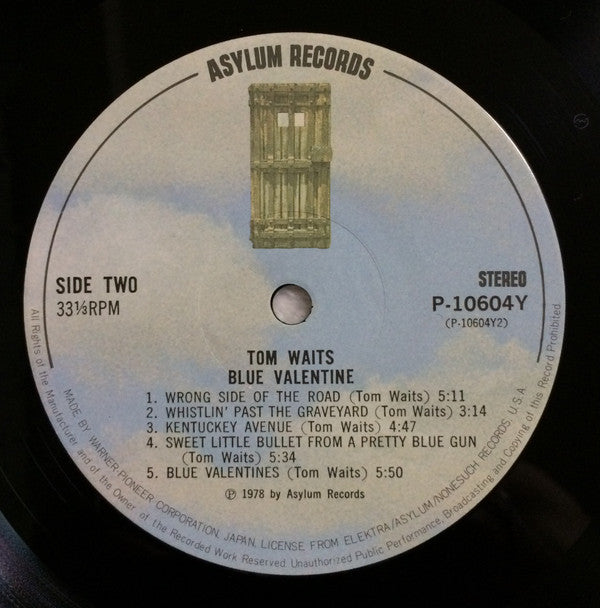 ASYLUM RECORDS
SIDE TWO
33⅓RPM
STEREO
P-10604Y
(P-10604Y2)
TOM WAITS
BLUE VALENTINE
1. WRONG SIDE OF THE ROAD (Tom Waits) 5:11
2. WHISTLIN' PAST THE GRAVEYARD (Tom Waits) 3:14
3. KENTUCKEY AVENUE (Tom Waits) 4:47
4. SWEET LITTLE BULLET FROM A PRETTY BLUE GUN
(Tom Waits) 5:34
5. BLUE VALENTINES (Tom Waits) 5:50
℗ 1978 by Asylum Records
MADE BY WARNER-PIONEER CORPORATION, JAPAN, LICENSE FROM ELEKTRA/ASYLUM/NONESUCH RECORDS, U.S.A.
All Rights of the Manufacturer and of the Owner of the Recorded Work Reserved. Unauthorized Public Performance, Broadcasting and Copying of this Record Prohibited.